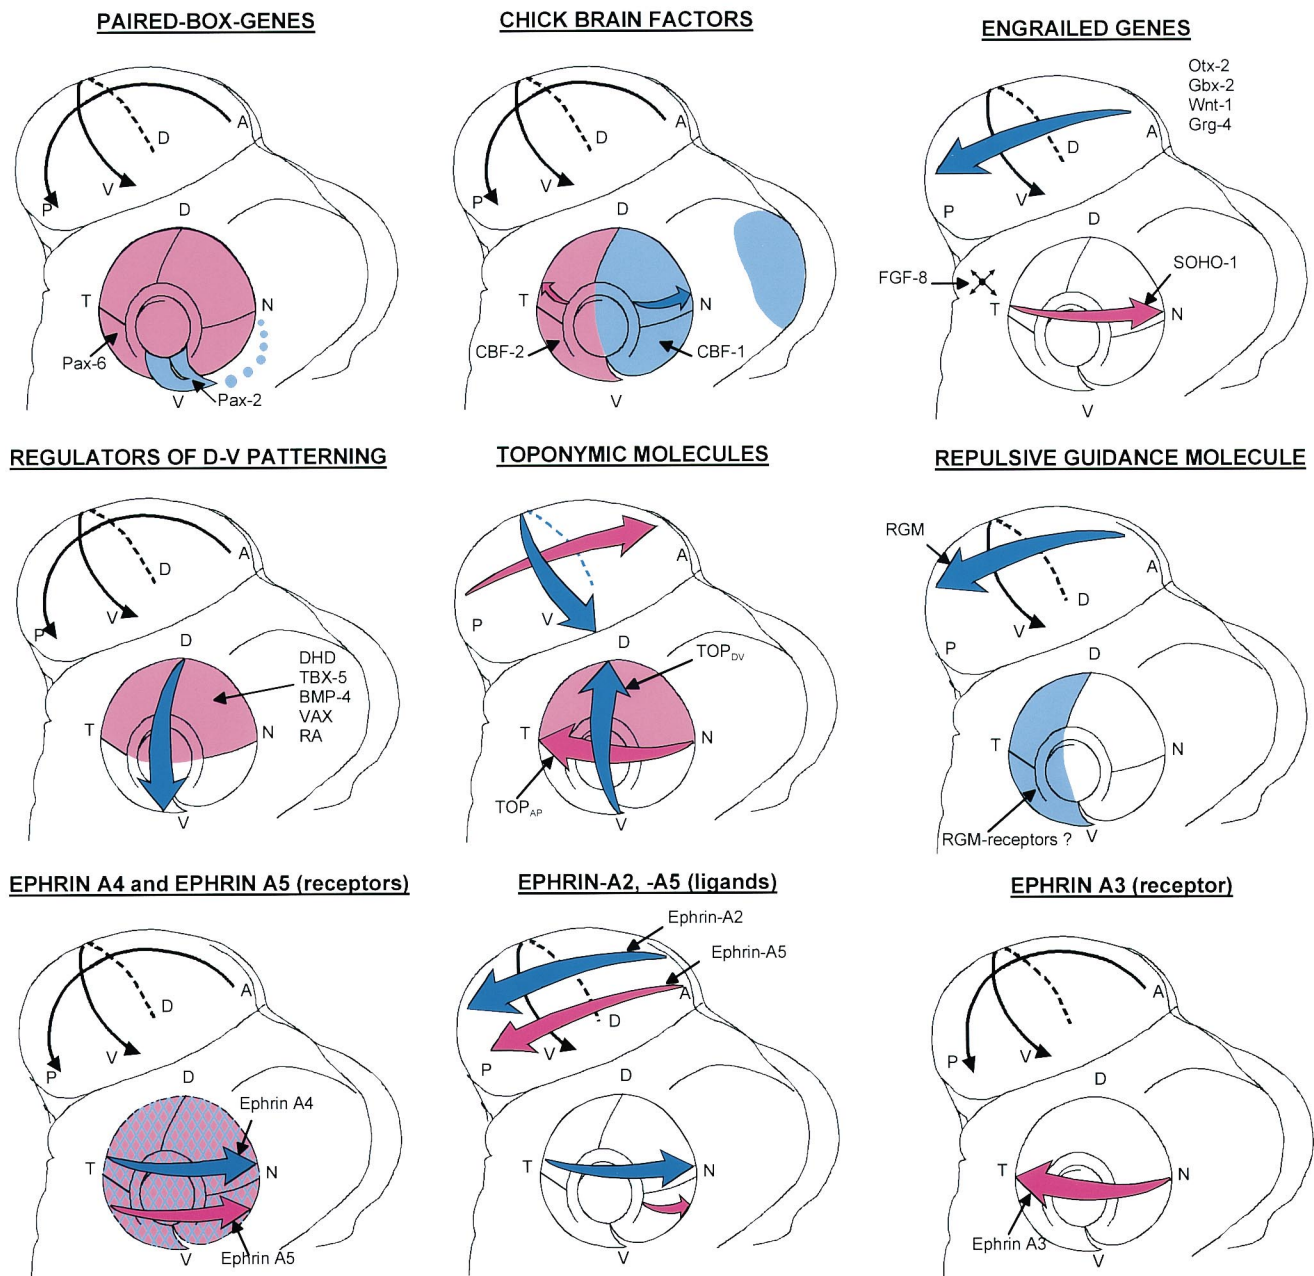 PAIRED-BOX-GENES
A
D
V
P
D
T
N
Pax-6
Pax-2
V
CHICK BRAIN FACTORS
A
D
V
P
D
T
N
CBF-2
CBF-1
V
ENGRAILED GENES
Otx-2
Gbx-2
Wnt-1
Grg-4
A
D
V
P
D
FGF-8
SOHO-1
T
N
V
REGULATORS OF D-V PATTERNING
A
D
V
P
D
DHD
TBX-5
BMP-4
VAX
RA
T
N
V
TOPONYMIC MOLECULES
A
V
P
D
TOPDV
T
N
TOPAP
V
REPULSIVE GUIDANCE MOLECULE
RGM
A
D
V
P
D
T
N
RGM-receptors ?
V
EPHRIN A4 and EPHRIN A5 (receptors)
A
D
V
P
D
Ephrin A4
T
N
Ephrin A5
V
EPHRIN-A2, -A5 (ligands)
Ephrin-A2
Ephrin-A5
A
D
V
P
D
T
N
V
EPHRIN A3 (receptor)
A
D
V
P
D
T
N
Ephrin A3
V